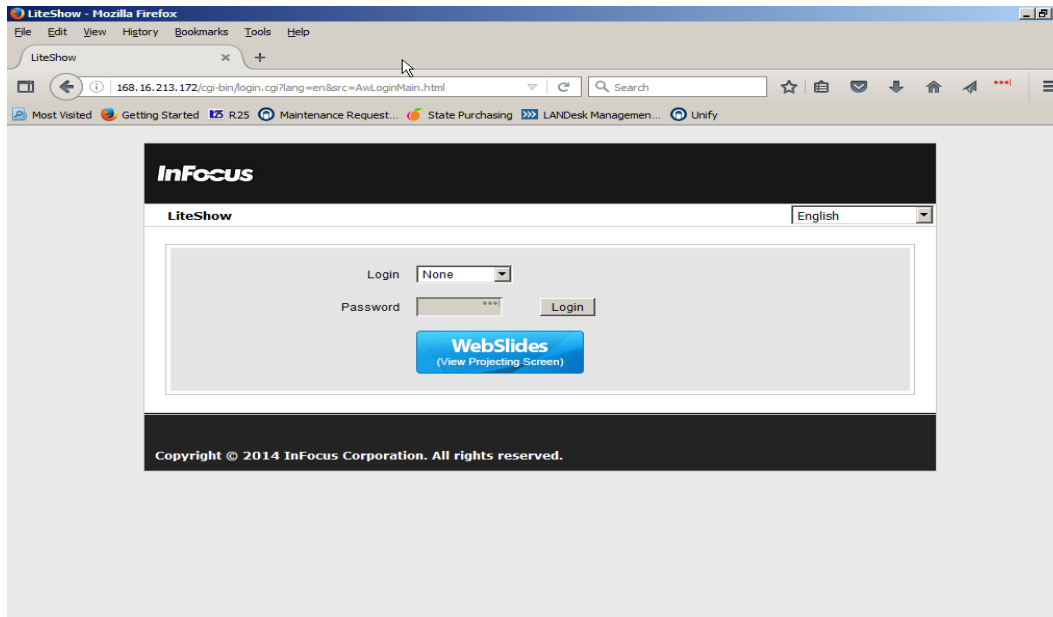 LiteShow - Mozilla Firefox
File Edit View History Bookmarks Tools Help
LiteShow
168.16.213.172/cgi-bin/login.cgi?lang=en&src=AwLoginMain.html Search
Most Visited Getting Started R25 Maintenance Request... State Purchasing LANDesk Managemen... Unify
InFocus
LiteShow English
Login None
Password ***| Login
WebSlides
(View Projecting Screen)
Copyright © 2014 InFocus Corporation. All rights reserved.